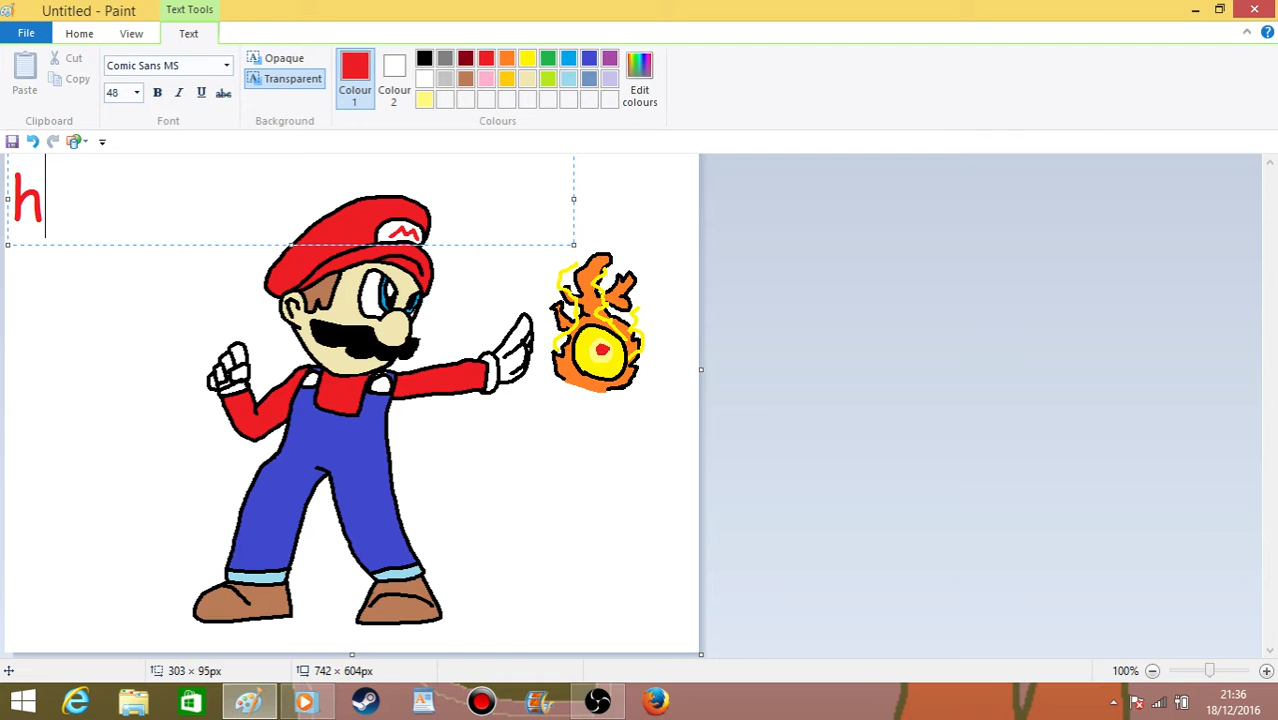 Untitled - Paint
Text Tools
File
Home
View
Text
Paste
Cut
Copy
Clipboard
Comic Sans MS
48
B
I
U
abc
Font
Opaque
Transparent
Background
Colour
1
Colour
2
Edit
colours
Colours
h
M
303 × 95px
742 × 604px
100%
21:36
18/12/2016